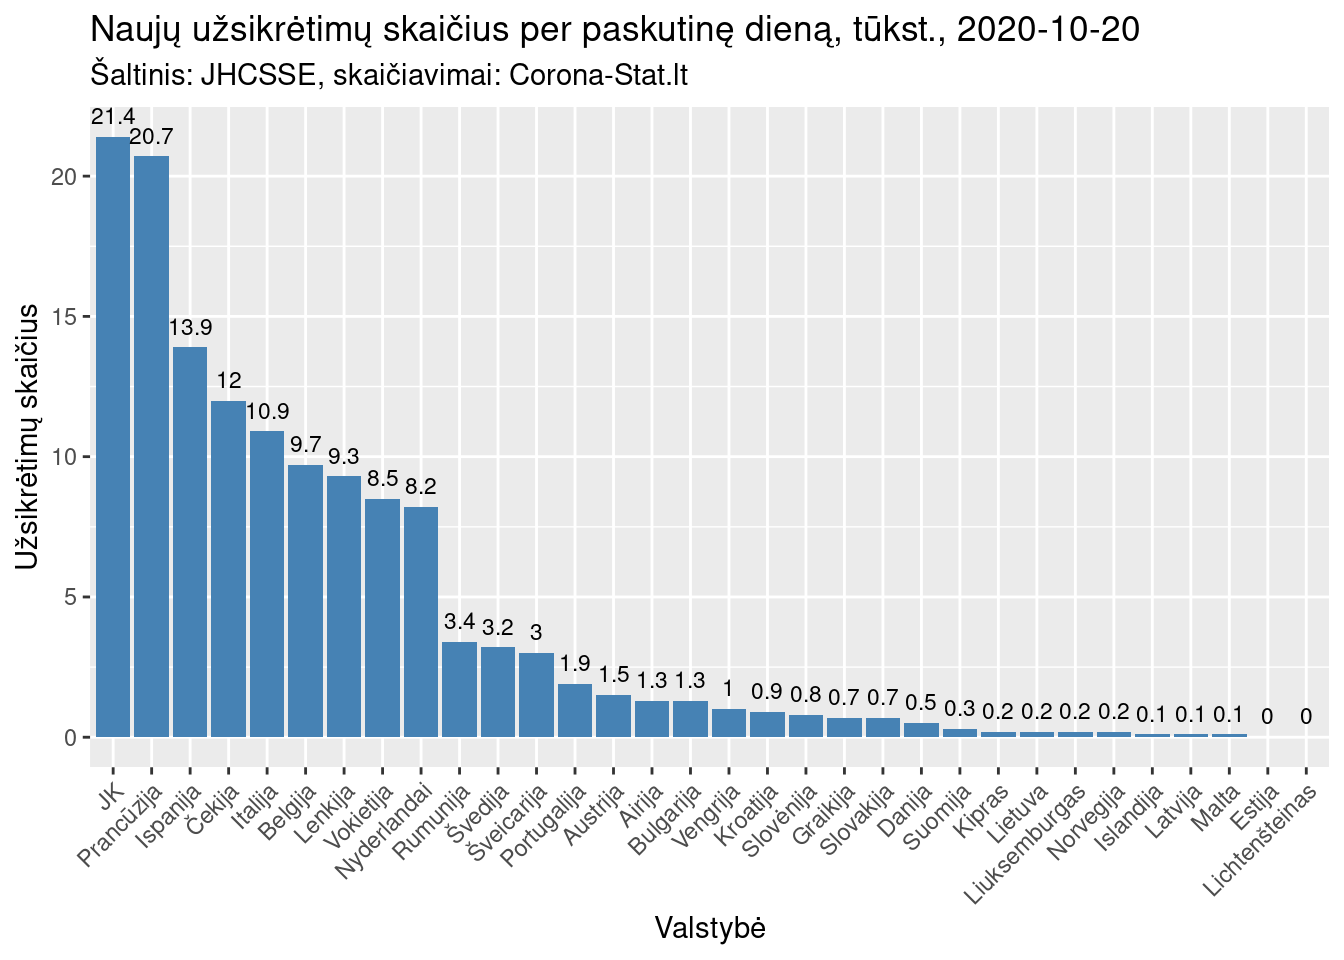 Naujų užsikrėtimų skaičius per paskutinę dieną, tūkst., 2020-10-20
Šaltinis: JHCSSE, skaičiavimai: Corona-Stat.lt
Užsikrėtimų skaičius
20
15
10
5
0
21.4
20.7
13.9
12
10.9
9.7
9.3
8.5
8.2
3.4
3.2
3
1.9
1.5
1.3
1.3
1
0.9
0.8
0.7
0.7
0.5
0.3
0.2
0.2
0.2
0.2
0.1
0.1
0.1
0
0
JK
Prancūzija
Ispanija
Čekija
Italija
Belgija
Lenkija
Vokietija
Nyderlandai
Rumunija
Švedija
Šveicarija
Portugalija
Austrija
Airija
Bulgarija
Vengrija
Kroatija
Slovėnija
Graikija
Slovakija
Danija
Suomija
Kipras
Lietuva
Liuksemburgas
Norvegija
Islandija
Latvija
Malta
Estija
Lichtenšteinas
Valstybė